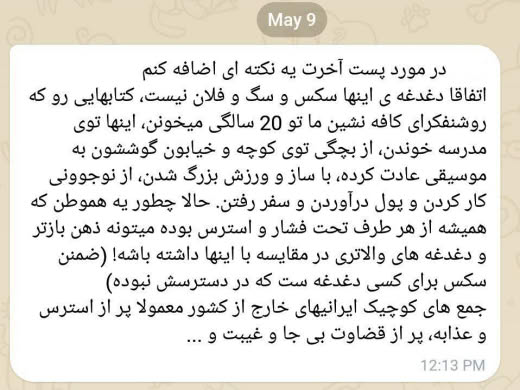 May 9
در مورد پست آخرت یه نکته ای اضافه کنم
اتفاقا دغدغه ی اینها سکس و سگ و فلان نیست، کتابهایی رو که
روشنفکرای کافه نشین ما تو 20 سالگی میخونن، اینها توی
مدرسه خوندن، از بچگی توی کوچه و خیابون گوششون به
موسیقی عادت کرده، با ساز و ورزش بزرگ شدن، از نوجوونی
کار کردن و پول درآوردن و سفر رفتن. حالا چطور یه هموطن که
همیشه از هر طرف تحت فشار و استرس بوده میتونه ذهن بازتر
و دغدغه های والاتری در مقایسه با اینها داشته باشه! (ضمنن
سکس برای کسی دغدغه ست که در دسترسش نبوده)
جمع های کوچیک ایرانیهای خارج از کشور معمولا پر از استرس
و عذابه، پر از قضاوت بی جا و غیبت و ...
12:13 PM